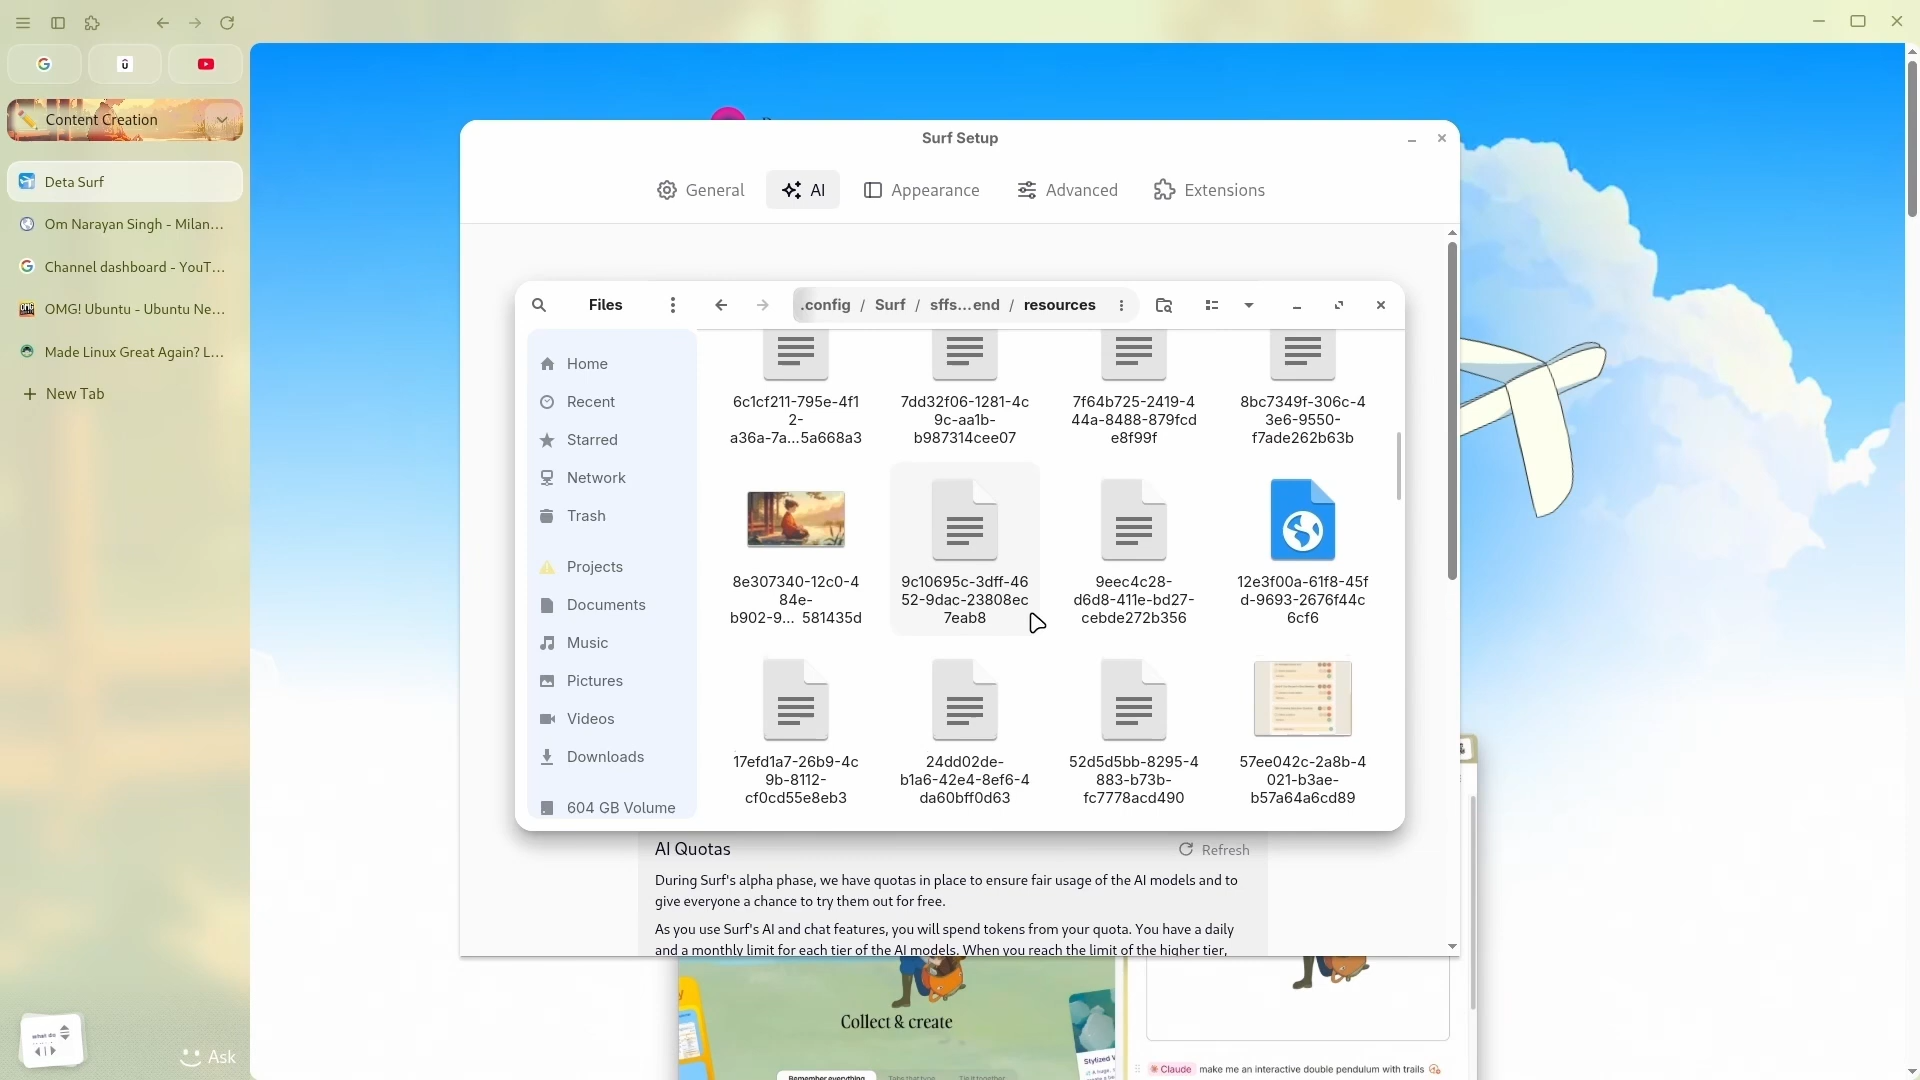 Content Creation
Deta Surf
Om Narayan Singh - Milan...
Channel dashboard - YouT...
OMG! Ubuntu - Ubuntu Ne...
Made Linux Great Again? L...
New Tab
Ask
Surf Setup
General
AI
Appearance
Advanced
Extensions
Files
.config / Surf / sffs...end / resources
Home
Recent
Starred
Network
Trash
Projects
Documents
Music
Pictures
Videos
Downloads
604 GB Volume
6c1cf211-795e-4f1
2-
a36a-7a...5a668a3
7dd32f06-1281-4c
9c-aa1b-
b987314cee07
7f64b725-2419-4
44a-8488-879fcd
e8f99f
8bc7349f-306c-4
3e6-9550-
f7ade262b63b
8e307340-12c0-4
84e-
b902-9... 581435d
9c10695c-3dff-46
52-9dac-23808ec
7eab8
9eec4c28-
d6d8-411e-bd27-
cebde272b356
12e3f00a-61f8-45f
d-9693-2676f44c
6cf6
17efd1a7-26b9-4c
9b-8112-
cf0cd55e8eb3
24dd02de-
b1a6-42e4-8ef6-4
da60bff0d63
52d5d5bb-8295-4
883-b73b-
fc7778acd490
57ee042c-2a8b-4
021-b3ae-
b57a64a6cd89
AI Quotas
Refresh
During Surf's alpha phase, we have quotas in place to ensure fair usage of the AI models and to
give everyone a chance to try them out for free.
As you use Surf's AI and chat features, you will spend tokens from your quota. You have a daily
and a monthly limit for each tier of the AI models. When you reach the limit of the higher tier,
Collect & create
Remember everything
Claude make me an interactive double pendulum with trails